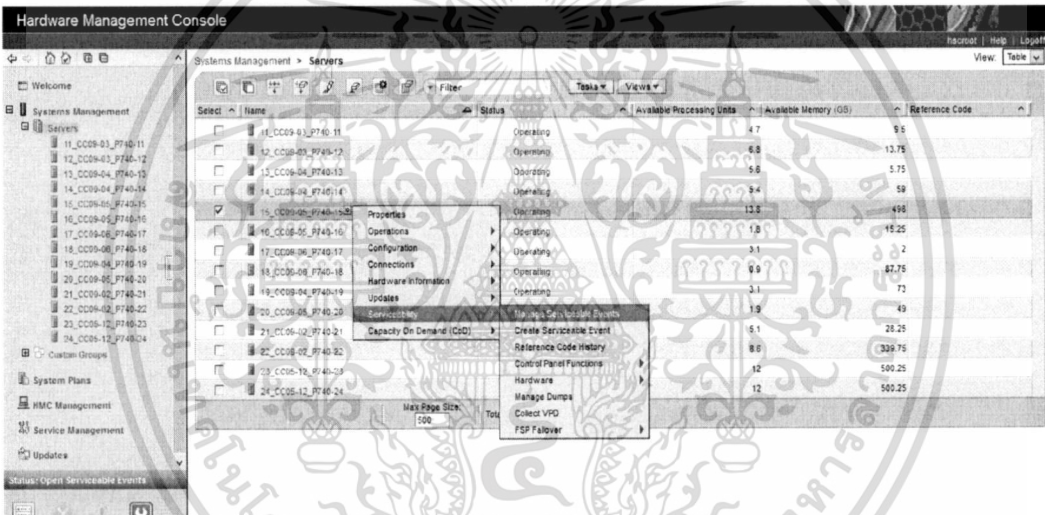 Hardware Management Console
hscroot | Help | Logoff
Systems Management > Servers
View: Table
Welcome
Systems Management
Servers
11_CC09-03_P740-11
12_CC09-03_P740-12
13_CC09-04_P740-13
14_CC09-04_P740-14
15_CC09-05_P740-15
16_CC09-05_P740-16
17_CC09-06_P740-17
18_CC09-06_P740-18
19_CC09-04_P740-19
20_CC09-05_P740-20
21_CC09-02_P740-21
22_CC09-02_P740-22
23_CC05-12_P740-23
24_CC05-12_P740-24
Custom Groups
System Plans
HMC Management
Service Management
Updates
Status: Open Serviceable Events
Filter
Tasks
Views
Select Name Status Available Processing Units Available Memory (GB) Reference Code
11_CC09-03_P740-11 Operating 4.7 9.5
12_CC09-03_P740-12 Operating 6.8 13.75
13_CC09-04_P740-13 Operating 5.6 5.75
14_CC09-04_P740-14 Operating 5.4 59
15_CC09-05_P740-15 Operating 13.8 498
16_CC09-05_P740-16 Operating 1.8 15.25
17_CC09-06_P740-17 Operating 3.1 2
18_CC09-06_P740-18 Operating 0.9 87.75
19_CC09-04_P740-19 Operating 3.1 73
20_CC09-05_P740-20 1.9 49
21_CC09-02_P740-21 5.1 28.25
22_CC09-02_P740-22 8.6 339.75
23_CC05-12_P740-23 12 500.25
24_CC05-12_P740-24 12 500.25
Max Page Size:
500
Properties
Operations
Configuration
Connections
Hardware Information
Updates
Serviceability
Capacity On Demand (CoD)
Manage Serviceable Events
Create Serviceable Event
Reference Code History
Control Panel Functions
Hardware
Manage Dumps
Collect VPD
FSP Failover